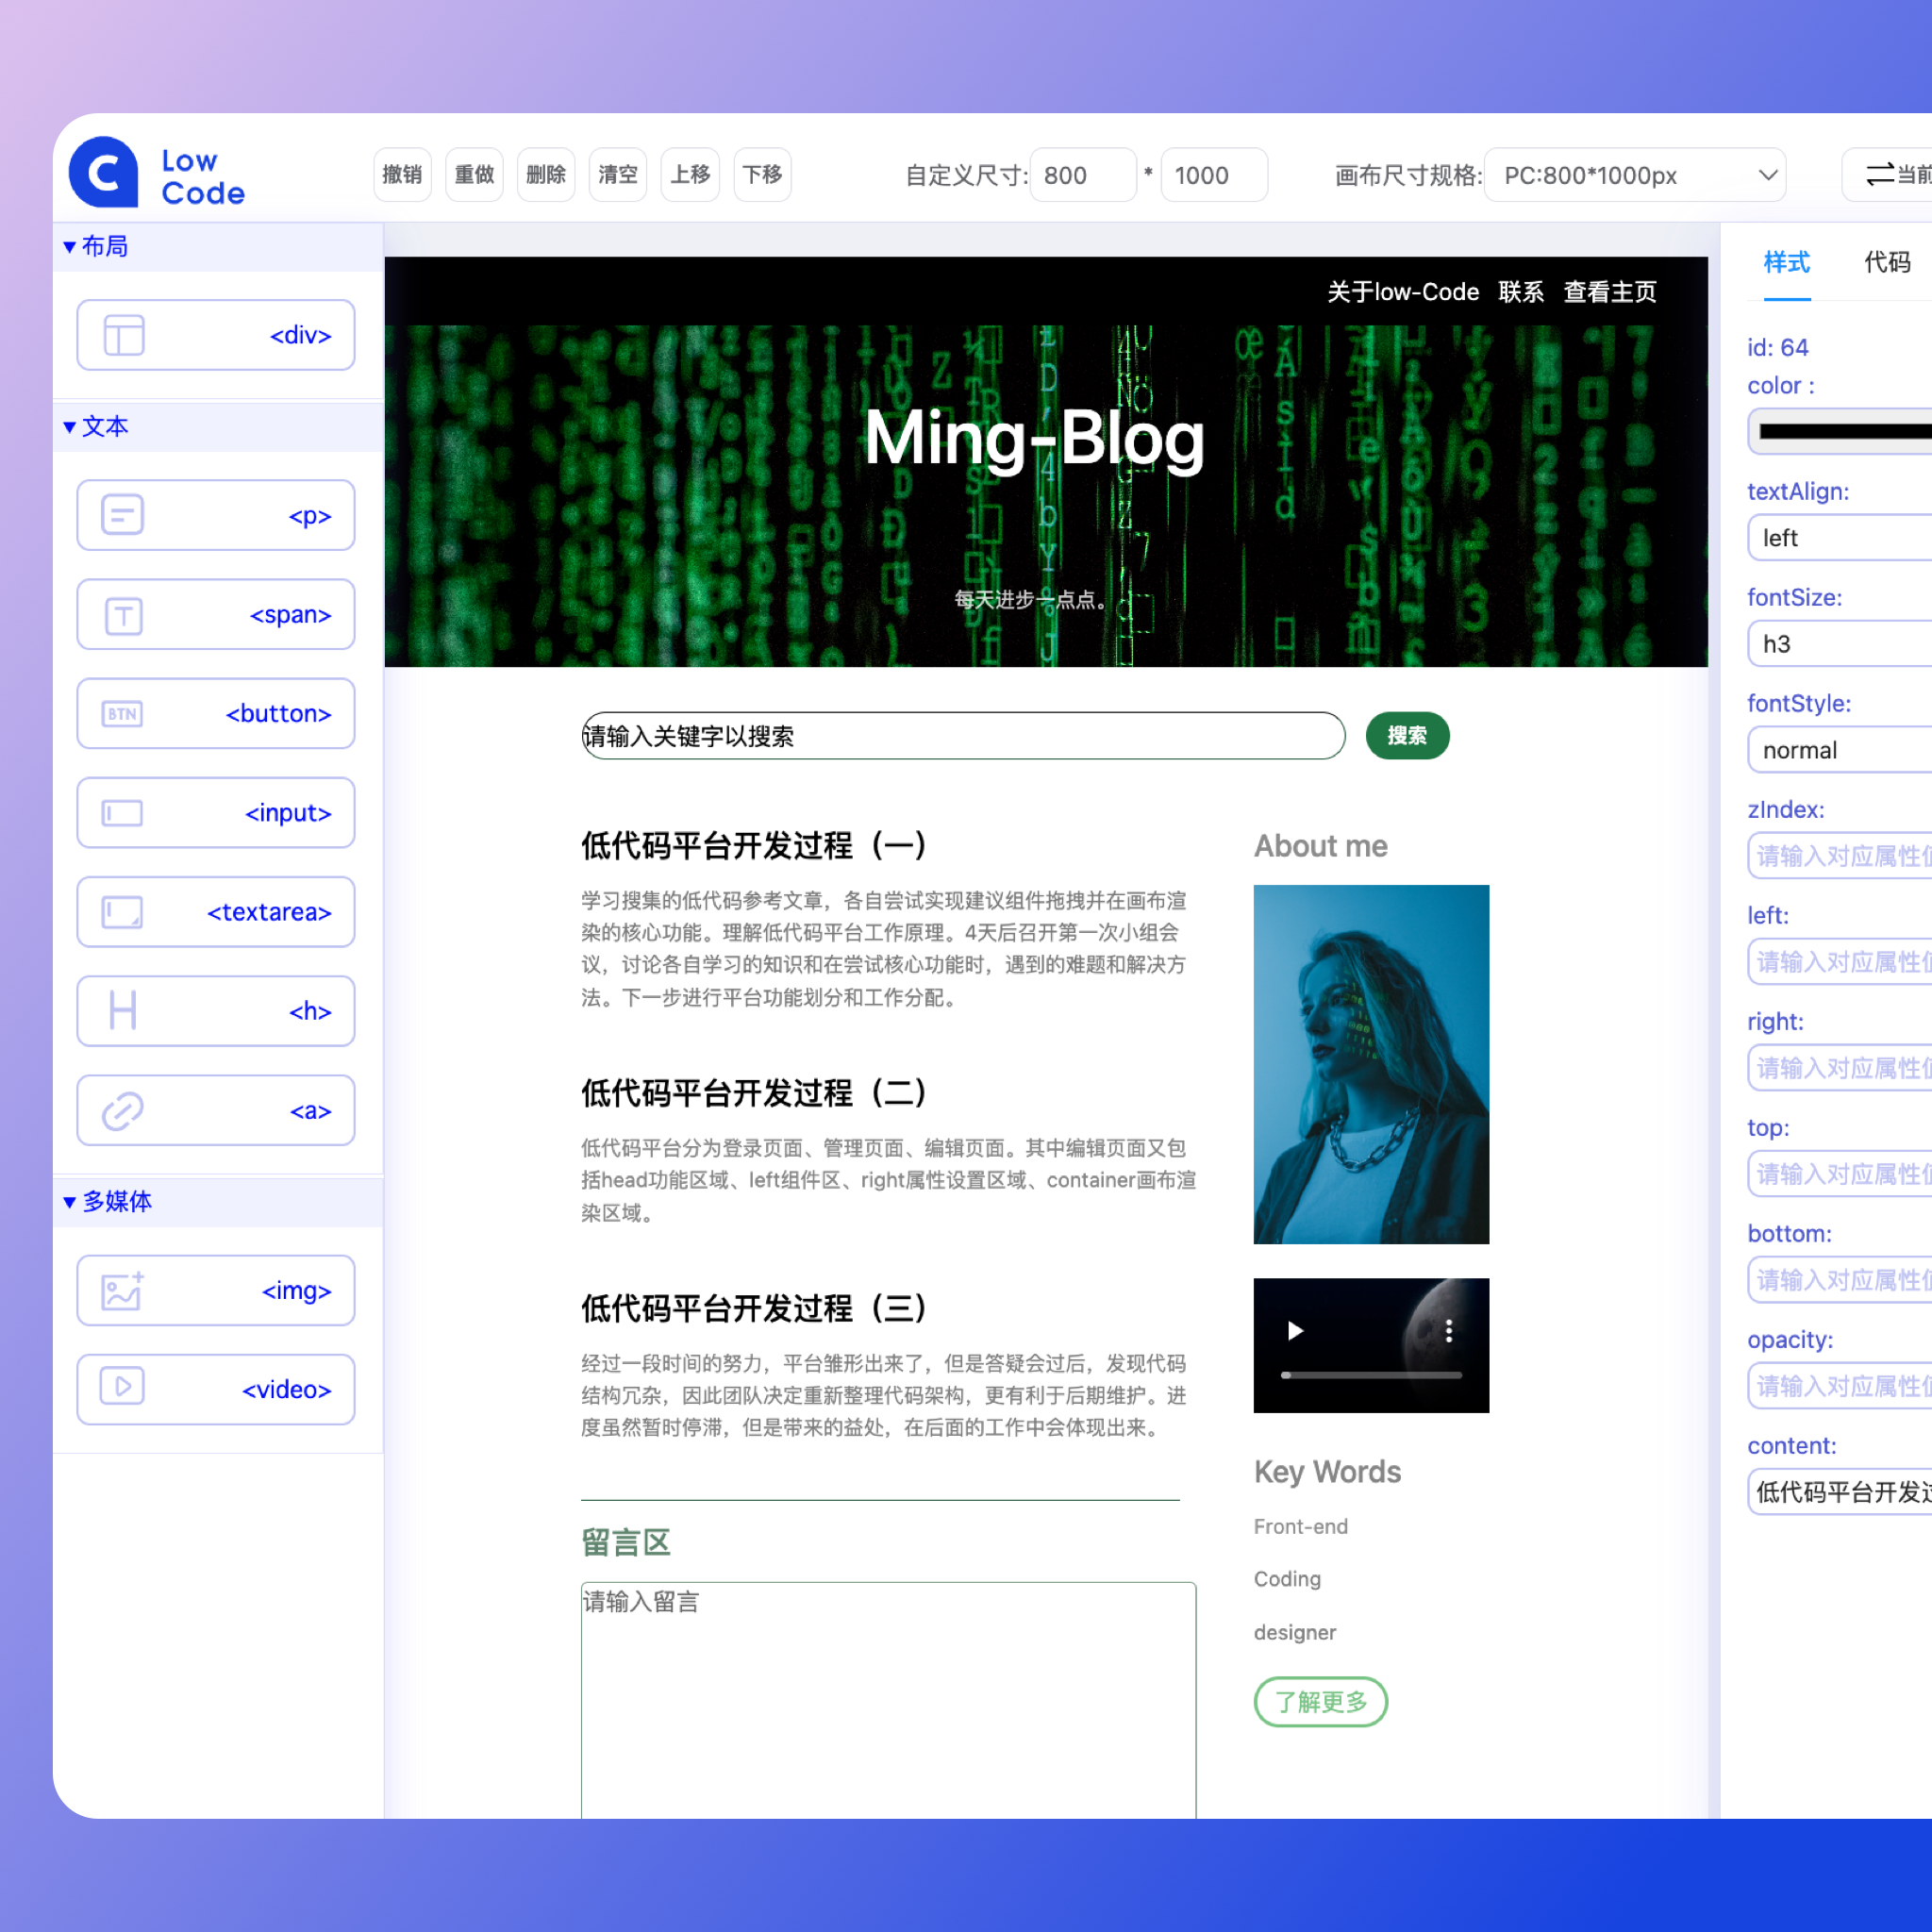 Low
Code
撤销 重做 删除 清空 上移 下移
自定义尺寸: 800 * 1000
画布尺寸规格: PC:800*1000px
当前
▼布局
<div>
▼文本
<p>
<span>
BTN <button>
<input>
<textarea>
<h>
<a>
▼多媒体
<img>
<video>
关于low-Code 联系 查看主页
Ming-Blog
每天进步一点点。
请输入关键字以搜索
搜索
低代码平台开发过程（一）
学习搜集的低代码参考文章，各自尝试实现建议组件拖拽并在画布渲
染的核心功能。理解低代码平台工作原理。4天后召开第一次小组会
议，讨论各自学习的知识和在尝试核心功能时，遇到的难题和解决方
法。下一步进行平台功能划分和工作分配。
低代码平台开发过程（二）
低代码平台分为登录页面、管理页面、编辑页面。其中编辑页面又包
括head功能区域、left组件区、right属性设置区域、container画布渲
染区域。
低代码平台开发过程（三）
经过一段时间的努力，平台雏形出来了，但是答疑会过后，发现代码
结构冗杂，因此团队决定重新整理代码架构，更有利于后期维护。进
度虽然暂时停滞，但是带来的益处，在后面的工作中会体现出来。
留言区
请输入留言
About me
Key Words
Front-end
Coding
designer
了解更多
样式 代码
id: 64
color :
textAlign:
left
fontSize:
h3
fontStyle:
normal
zIndex:
请输入对应属性值
left:
请输入对应属性值
right:
请输入对应属性值
top:
请输入对应属性值
bottom:
请输入对应属性值
opacity:
请输入对应属性值
content:
低代码平台开发过